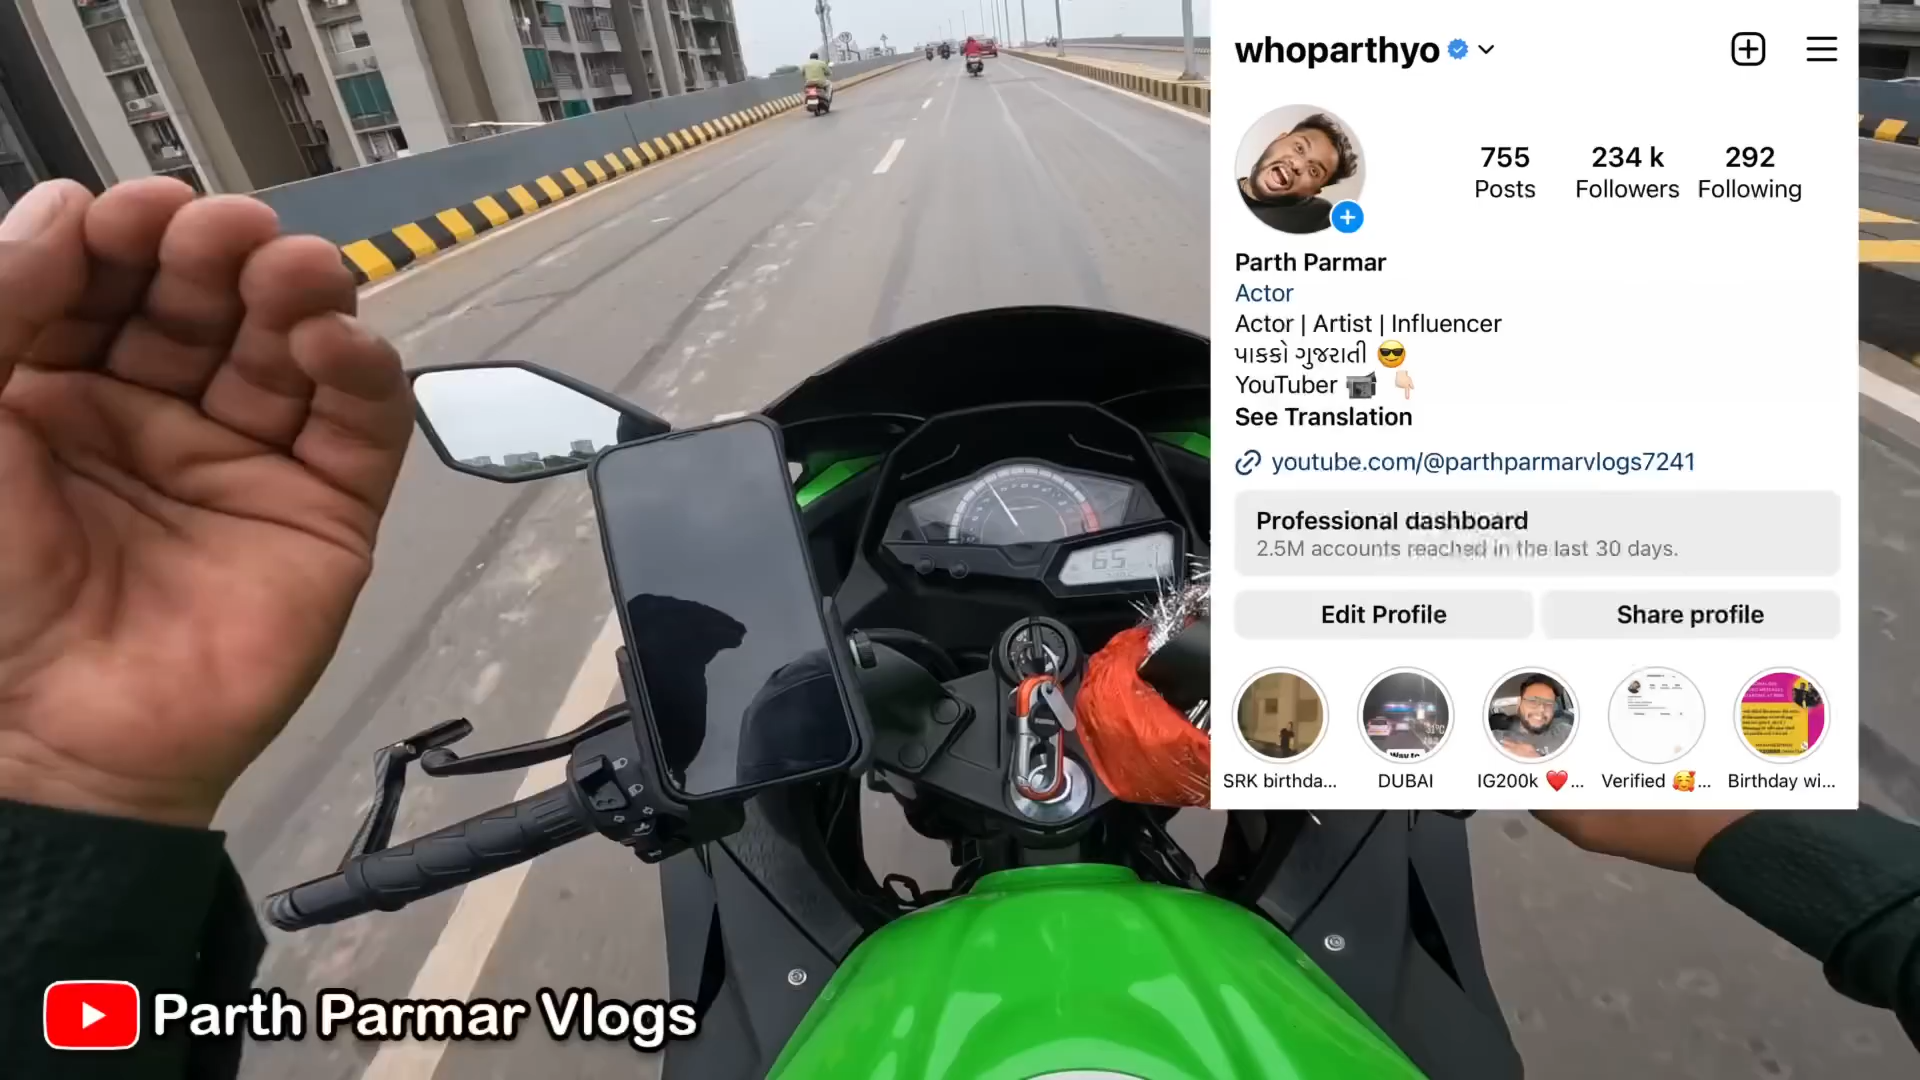 whoparthyo
755
Posts
234 k
Followers
292
Following
Parth Parmar
Actor
Actor | Artist | Influencer
પાકકો ગુજરાતી 😎
YouTuber 📹 👇🏻
See Translation
youtube.com/@parthparmarvlogs7241
Professional dashboard
2.5M accounts reached in the last 30 days.
Edit Profile
Share profile
SRK birthda...
DUBAI
IG200k ❤️...
Verified 🥰...
Birthday wi...
65
Parth Parmar Vlogs